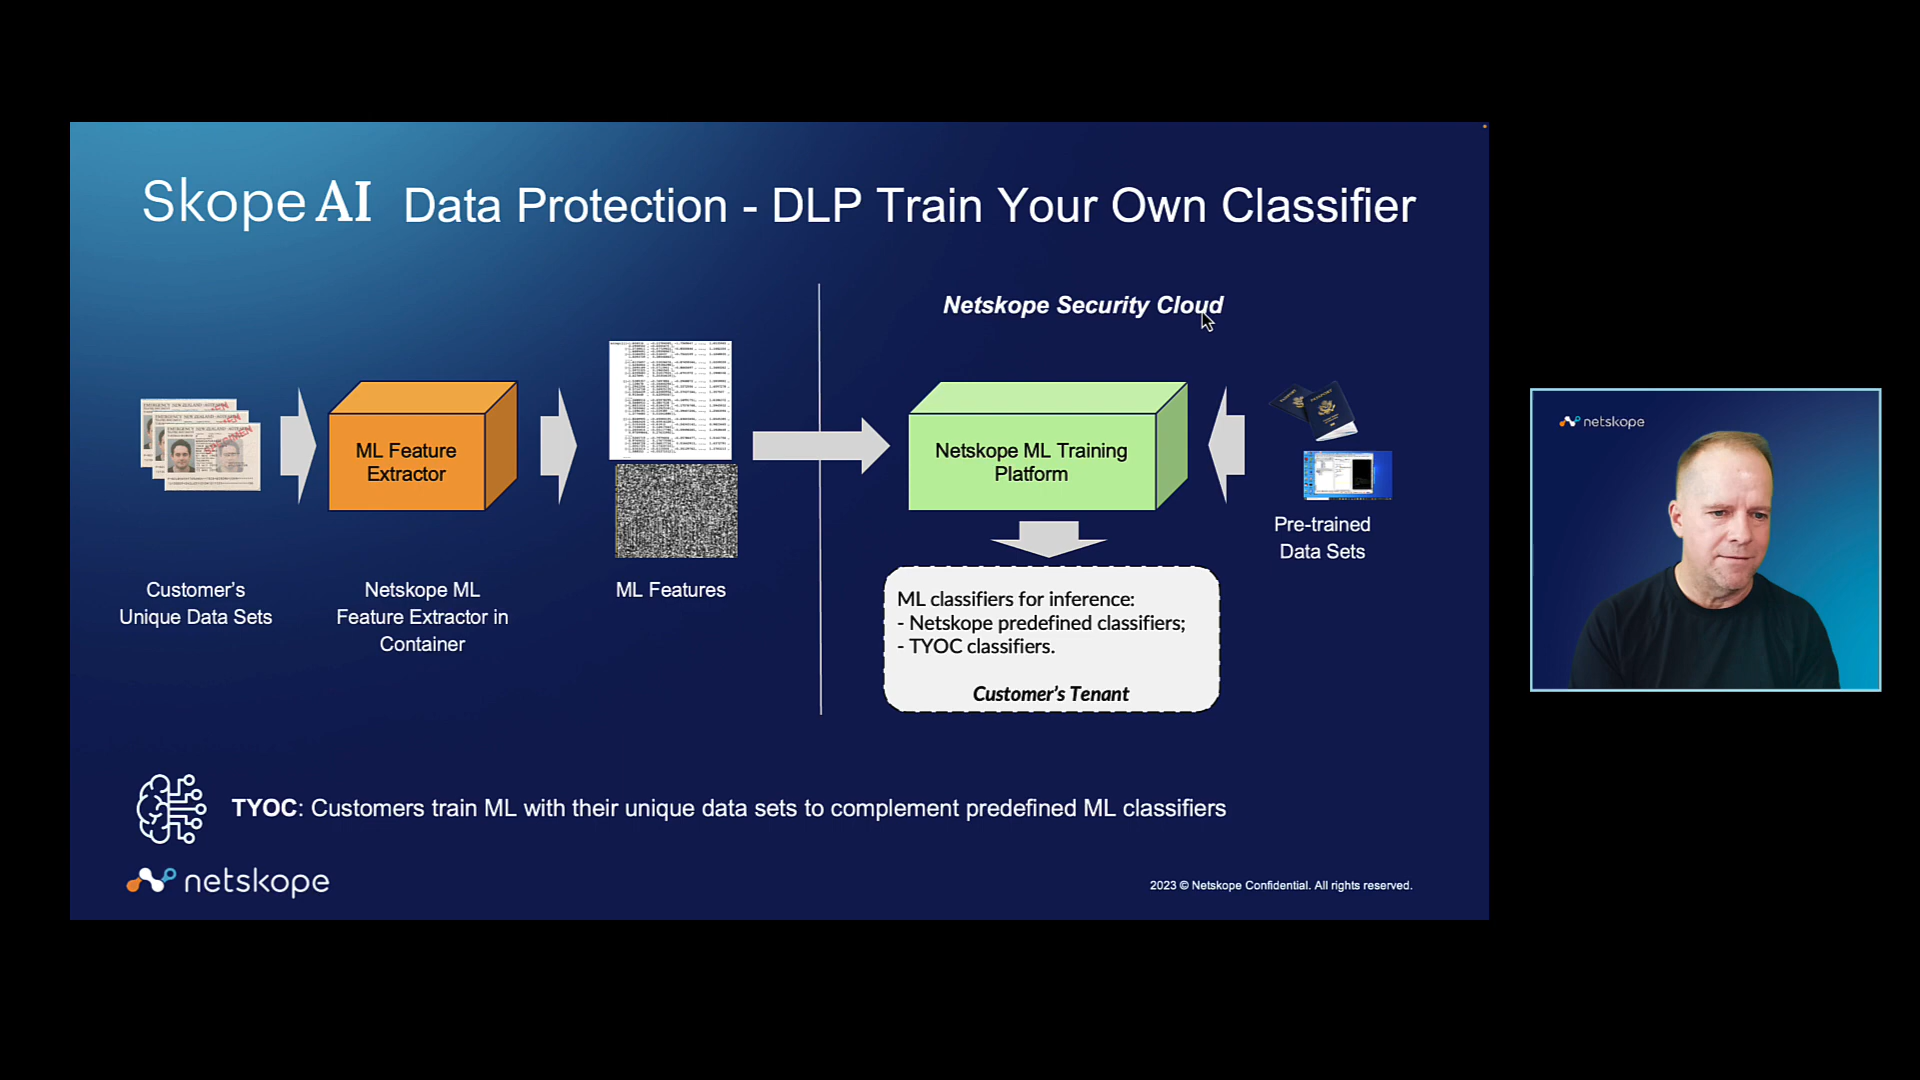 Skope AI Data Protection - DLP Train Your Own Classifier
Netskope Security Cloud
ML Feature
Extractor
Netskope ML Training
Platform
Customer's
Unique Data Sets
Netskope ML
Feature Extractor in
Container
ML Features
Pre-trained
Data Sets
ML classifiers for inference:
- Netskope predefined classifiers;
- TYOC classifiers.
Customer's Tenant
TYOC: Customers train ML with their unique data sets to complement predefined ML classifiers
netskope
2023 © Netskope Confidential. All rights reserved.
netskope